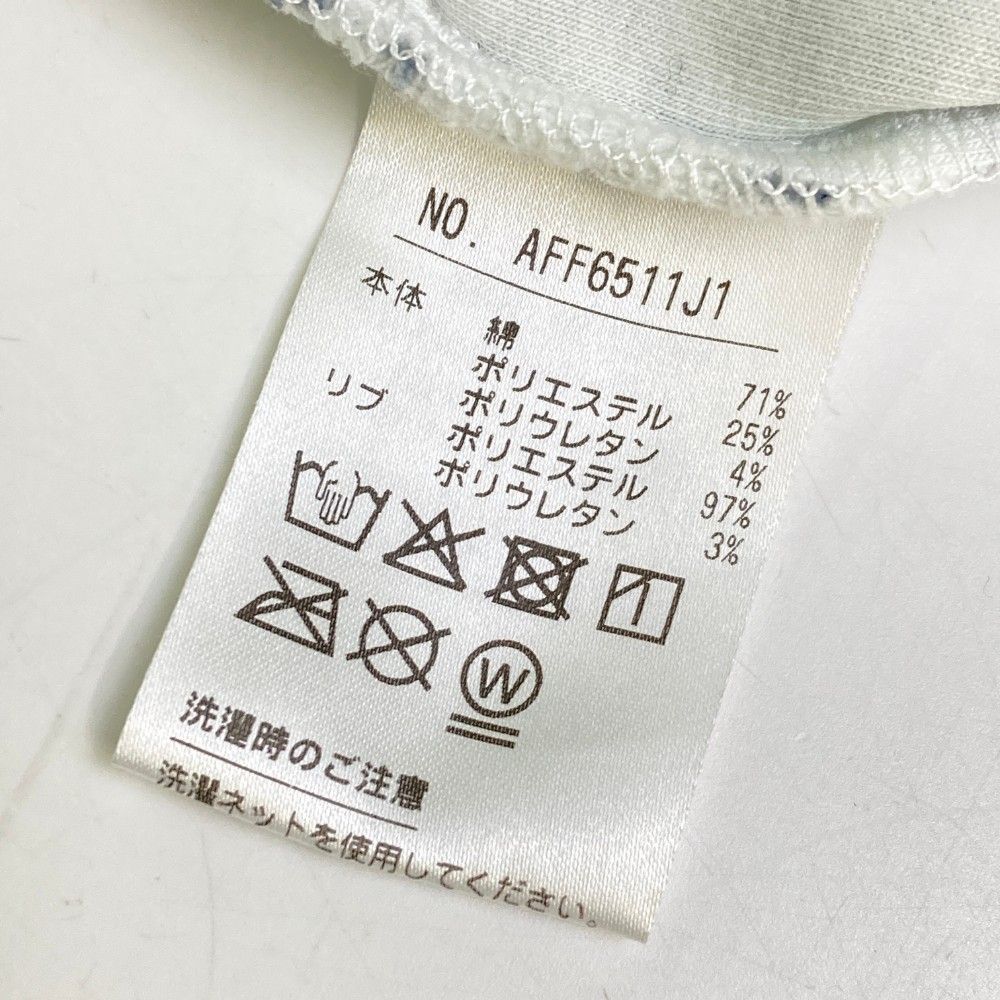 NO. AFF6511J1
本体 綿 71%
ポリエステル 25%
ポリウレタン 4%
リブ ポリエステル 97%
ポリウレタン 3%
W
洗濯時のご注意
洗濯ネットを使用してください。